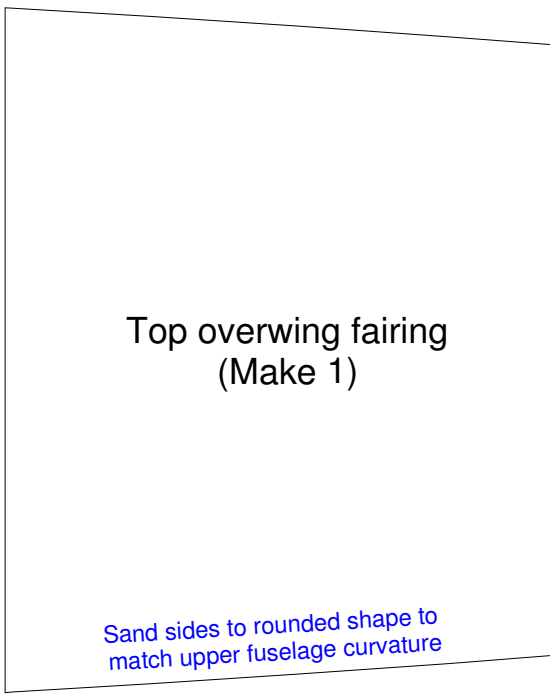 Top overwing fairing
(Make 1)
Sand sides to rounded shape to
match upper fuselage curvature